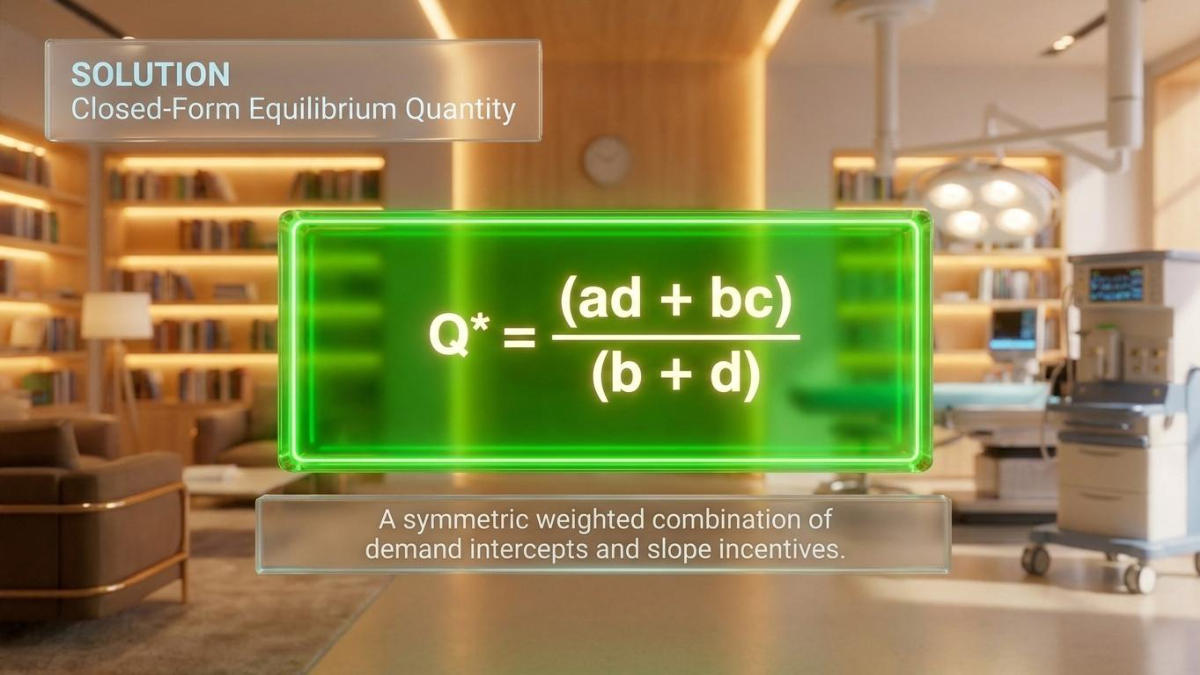 SOLUTION
Closed-Form Equilibrium Quantity
Q* = (ad + bc)
(b + d)
A symmetric weighted combination of
demand intercepts and slope incentives.